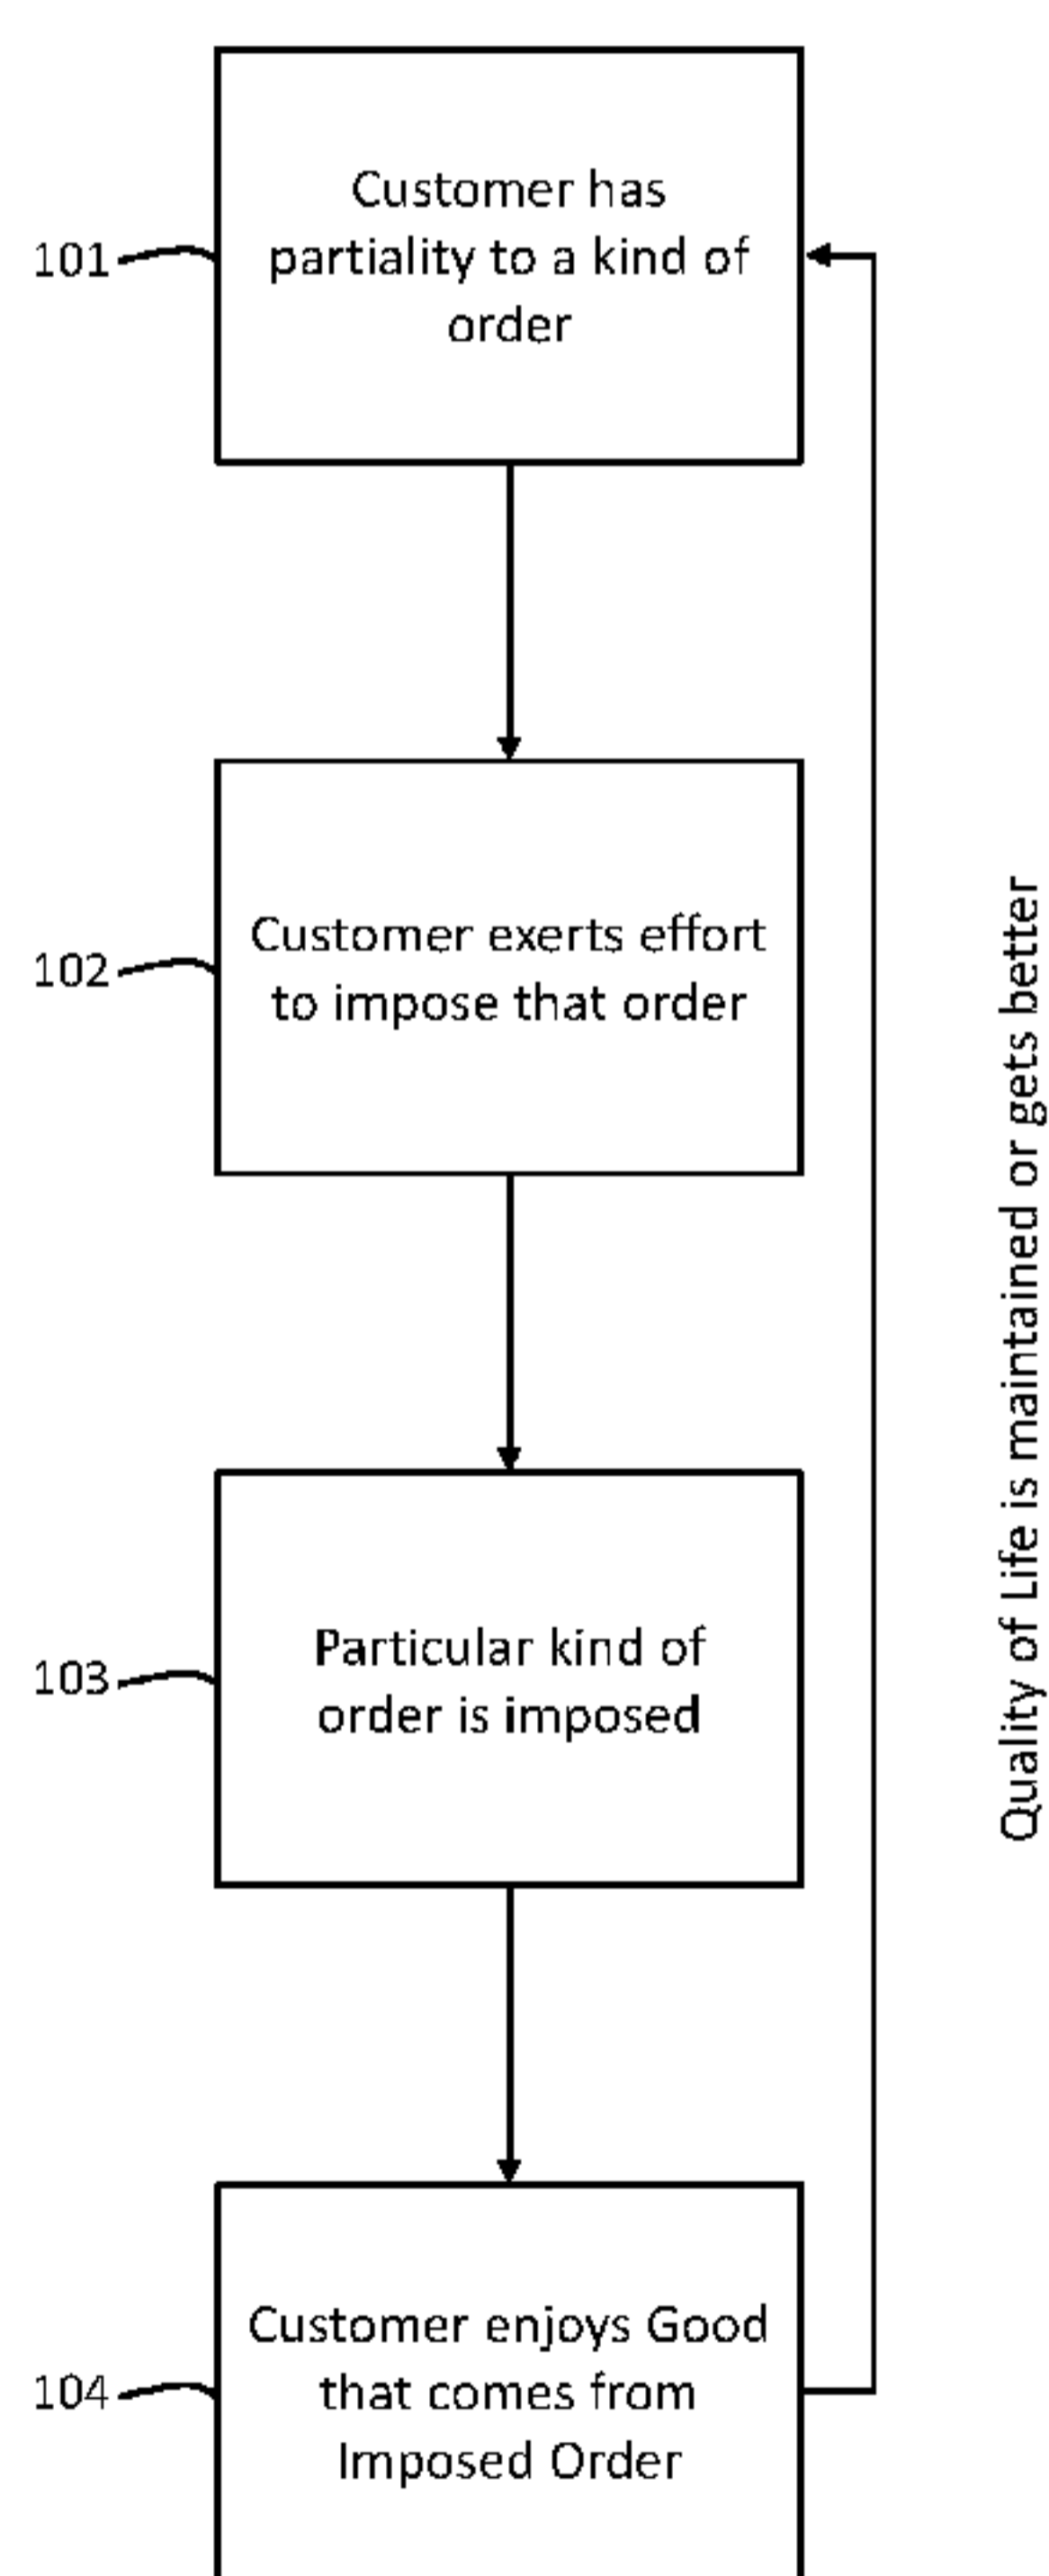 Customer has
partiality to a kind of
order
101
Customer exerts effort
to impose that order
102
Particular kind of
order is imposed
103
Customer enjoys Good
that comes from
Imposed Order
104
Quality of Life is maintained or gets better